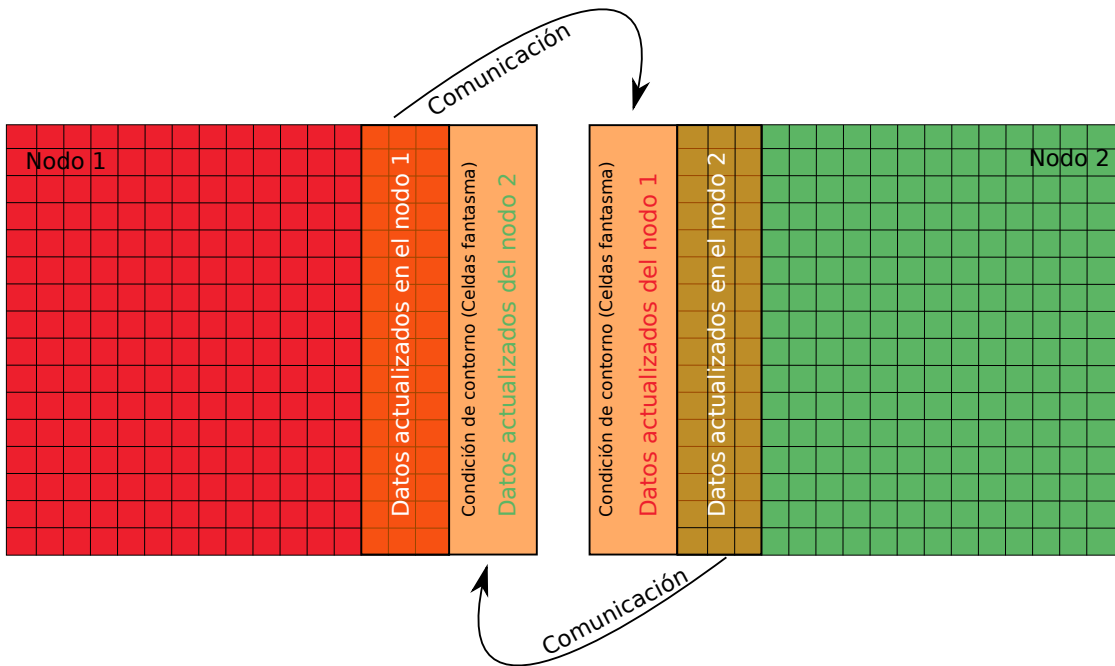 Comunicación
Nodo 1
Datos actualizados en el nodo 1
Condición de contorno (Celdas fantasma)
Datos actualizados del nodo 2
Condición de contorno (Celdas fantasma)
Datos actualizados del nodo 1
Datos actualizados en el nodo 2
Nodo 2
Comunicación